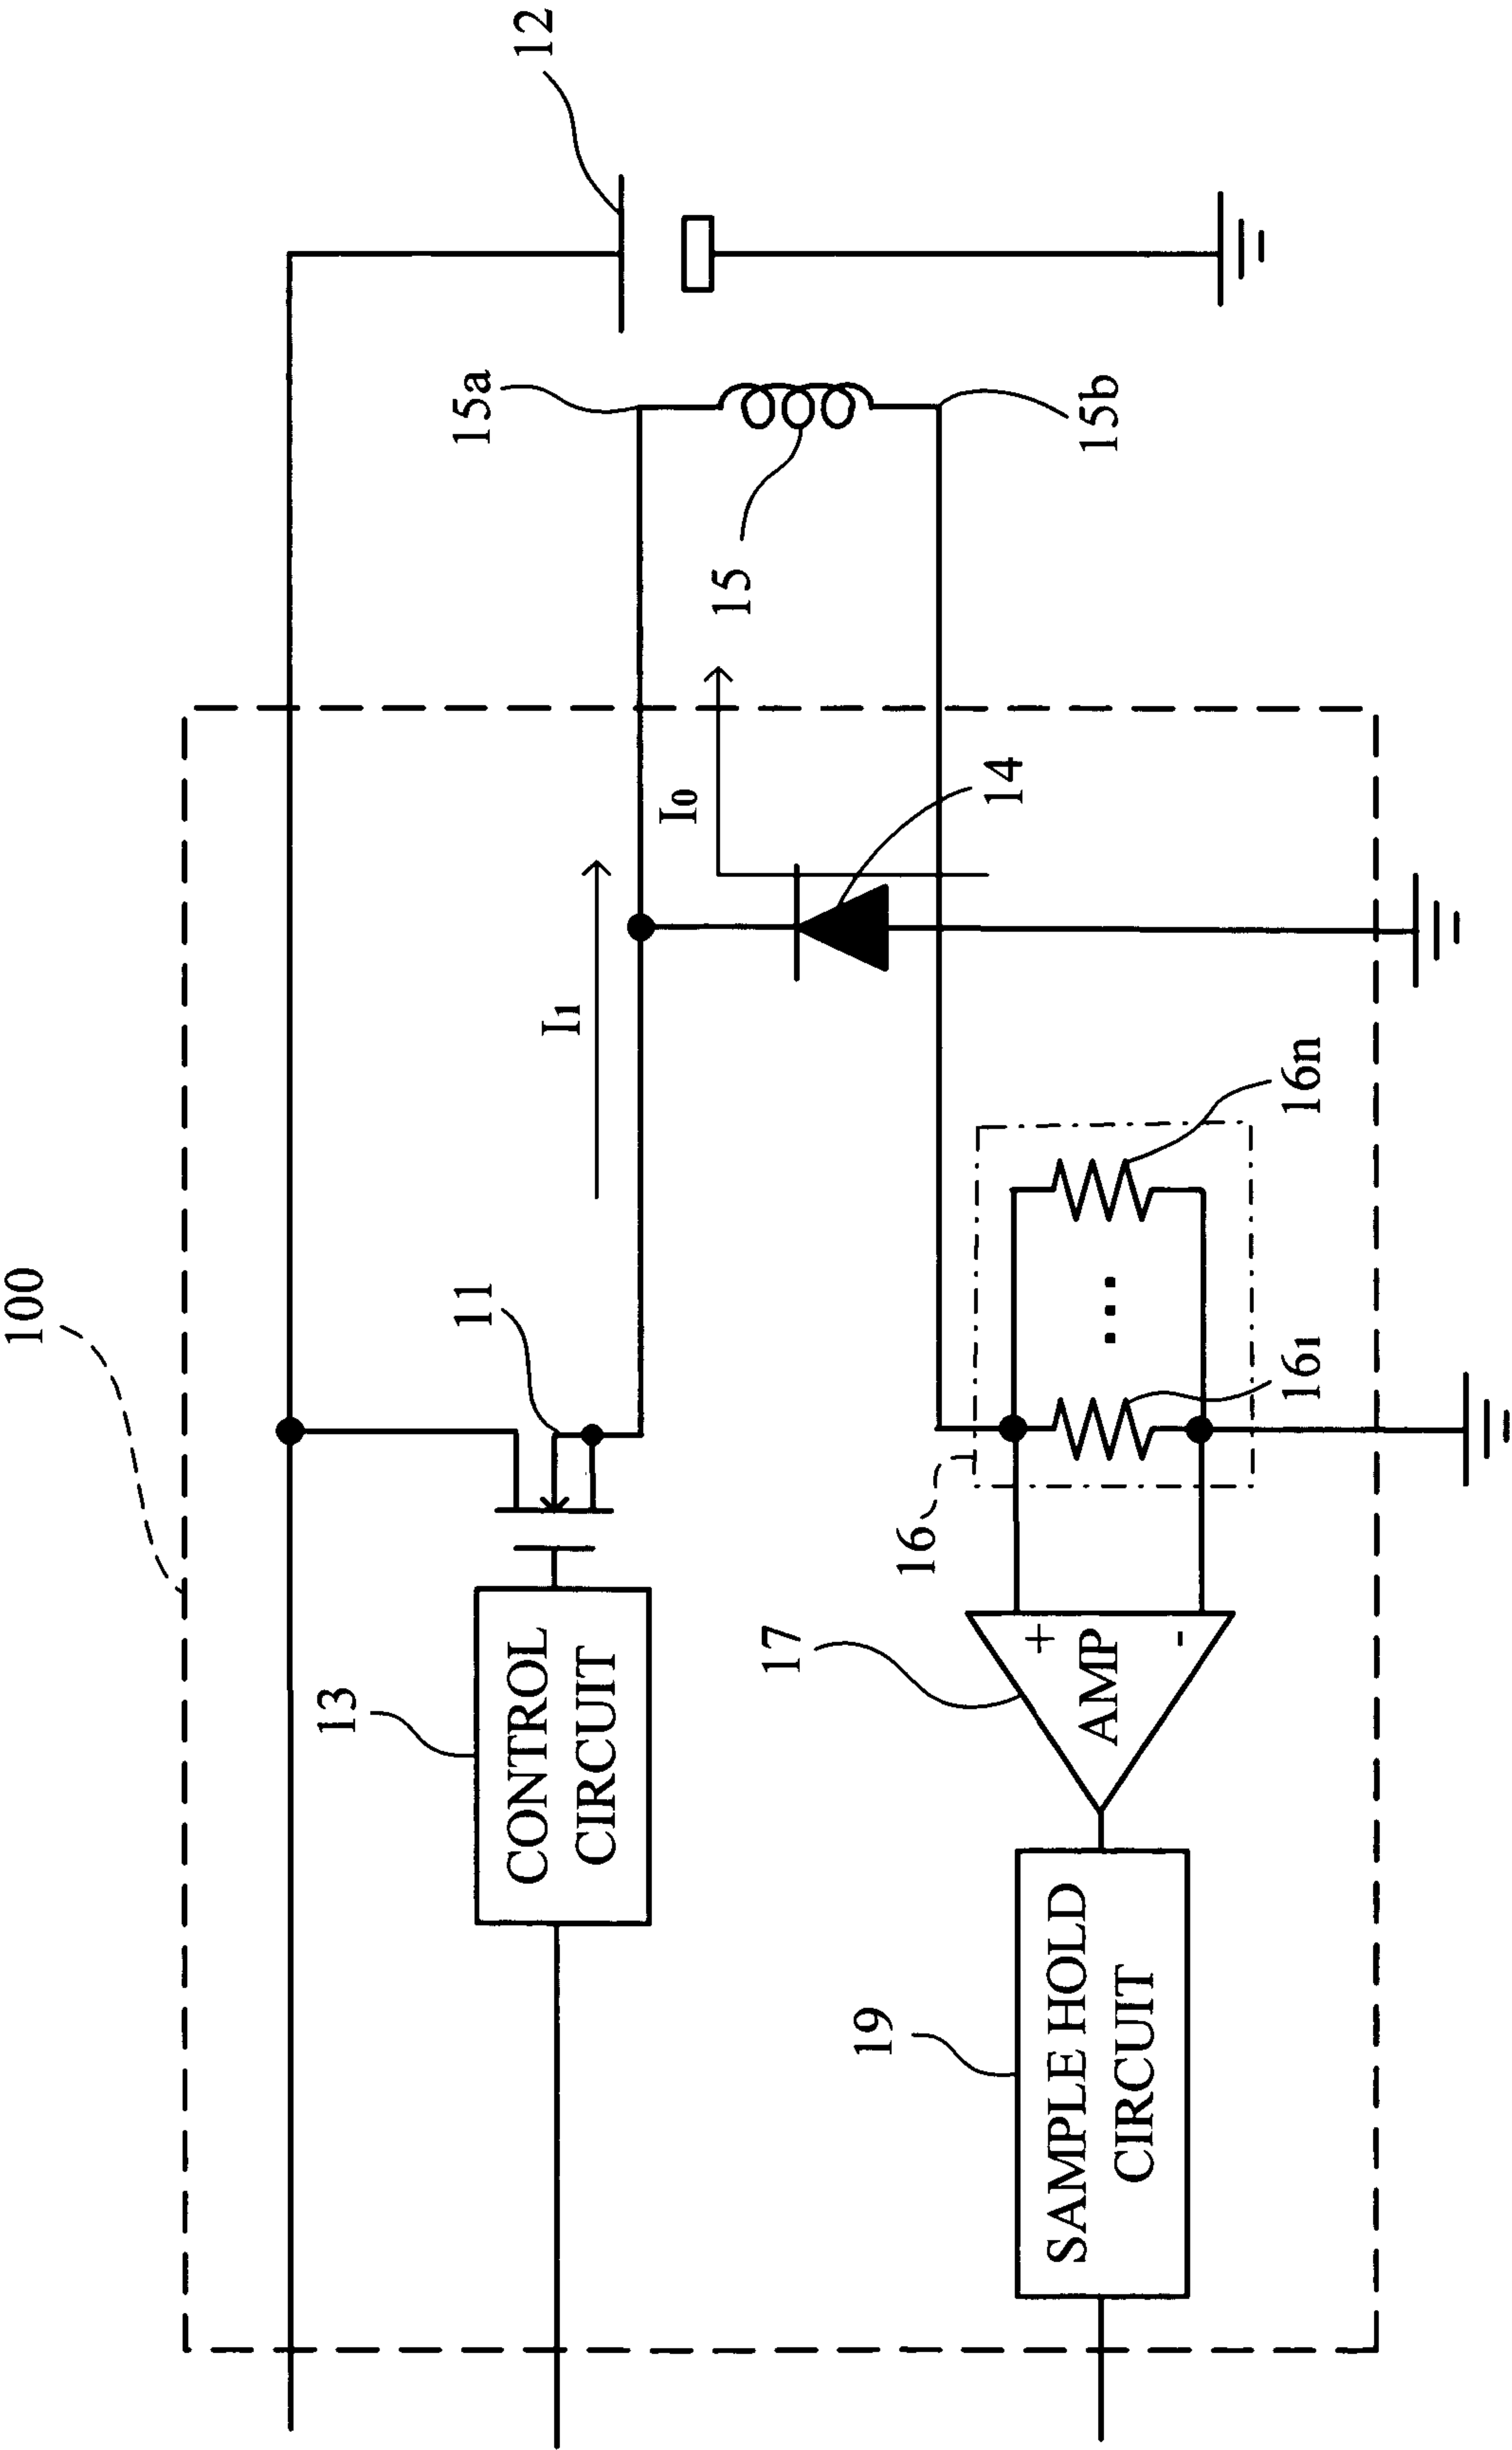 100
12
15a
15
15b
I1
I0
14
11
13
CONTROL
CIRCUIT
16
16n
161
17
+
AMP
-
19
SAMPLE HOLD
CIRCUIT